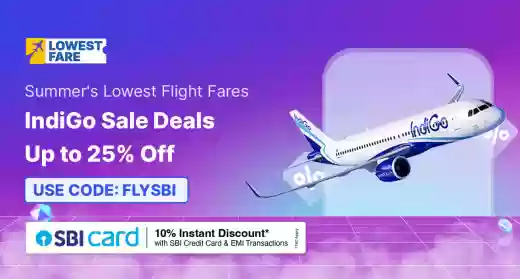 LOWEST
FARE
Summer's Lowest Flight Fares
IndiGo Sale Deals
Up to 25% Off
USE CODE: FLYSBI
IndiGo
%
%
SBI card
10% Instant Discount*
with SBI Credit Card & EMI Transactions
*T&C Apply